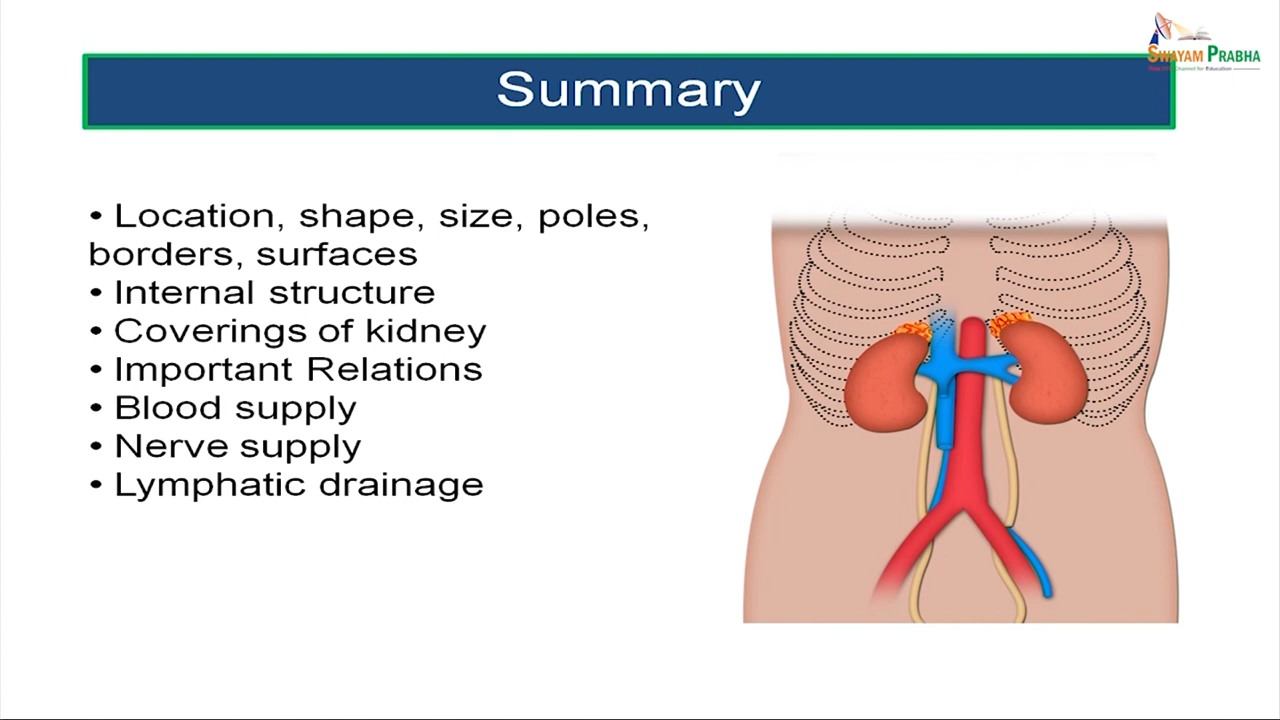 SWAYAM PRABHA
Summary
• Location, shape, size, poles,
borders, surfaces
• Internal structure
• Coverings of kidney
• Important Relations
• Blood supply
• Nerve supply
• Lymphatic drainage